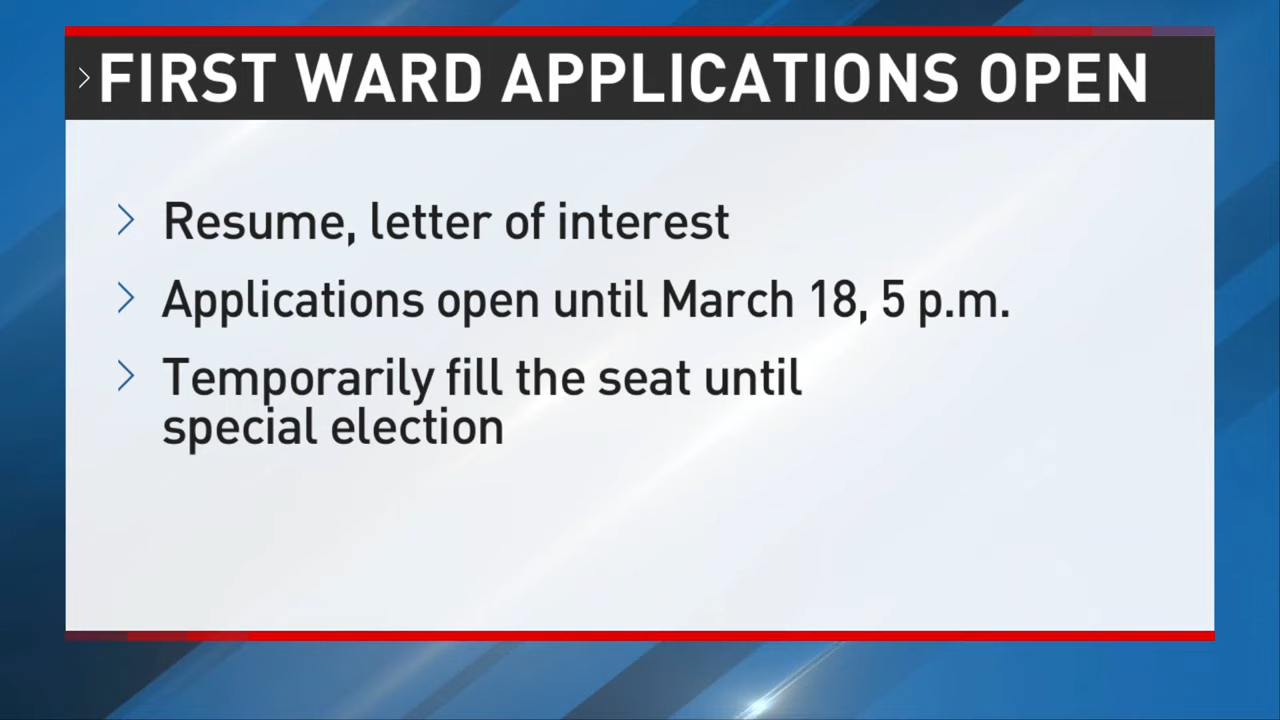 FIRST WARD APPLICATIONS OPEN
Resume, letter of interest
Applications open until March 18, 5 p.m.
Temporarily fill the seat until
special election